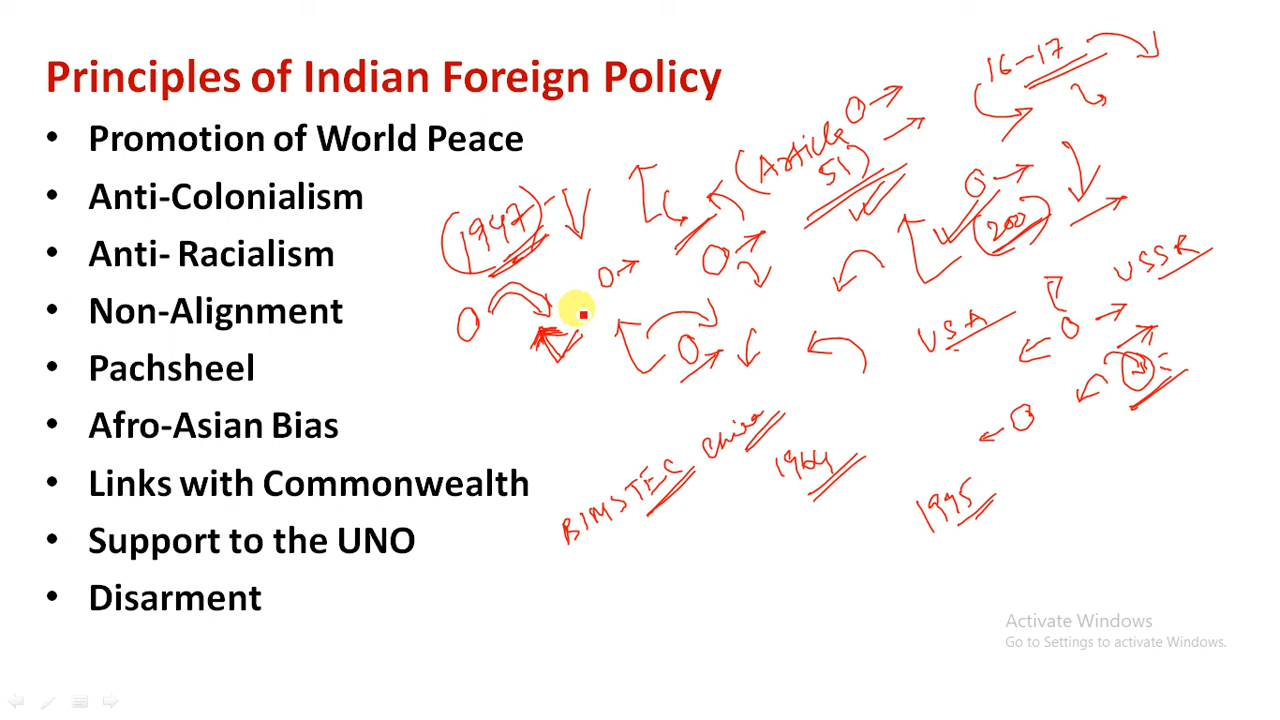 Principles of Indian Foreign Policy
• Promotion of World Peace
• Anti-Colonialism
• Anti- Racialism
• Non-Alignment
• Pachsheel
• Afro-Asian Bias
• Links with Commonwealth
• Support to the UNO
• Disarment
16-17
(Article 51)
(1947)
200
USSR
USA
China
BIMSTEC
1964
1995
Activate Windows
Go to Settings to activate Windows.